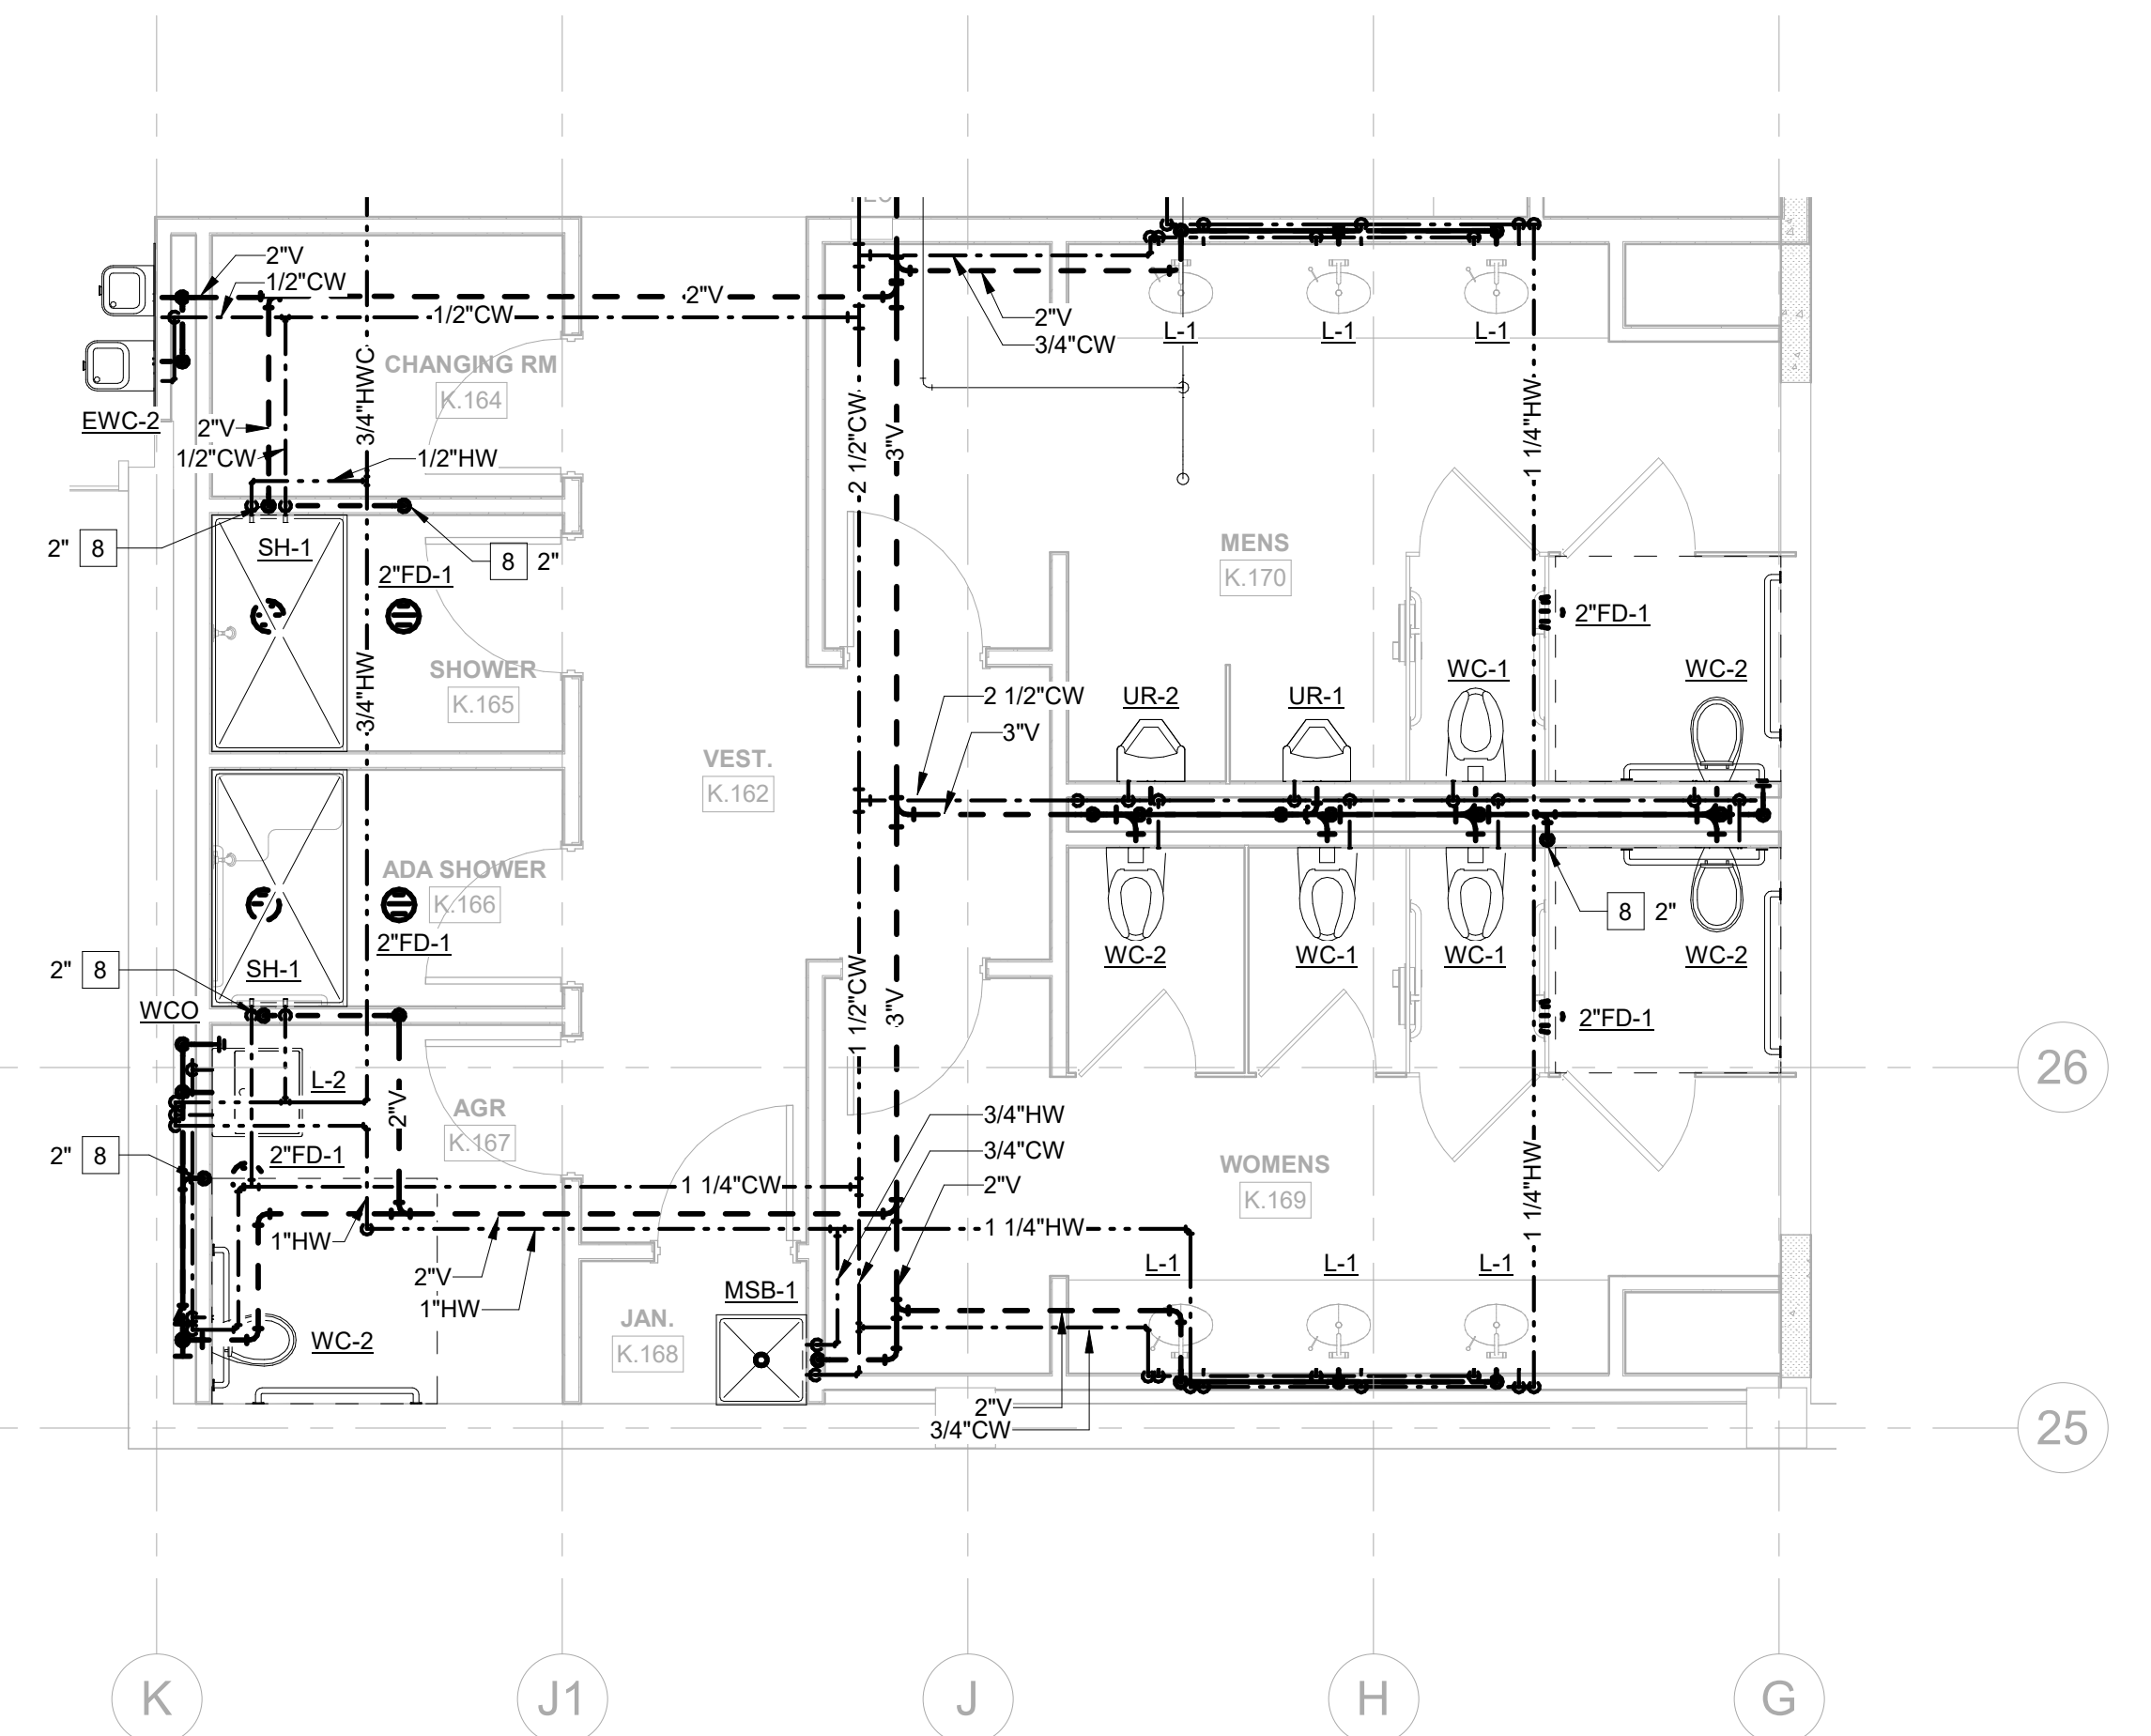 2"V
1/2"CW
2"V
1/2"CW
2"V
3/4"CW
L-1
L-1
L-1
EWC-2
CHANGING RM
K.164
3/4"HWC
2"V
1/2"CW
1/2"HW
2 1/2"CW
3"V
1 1/4"HW
2" 8
SH-1
8 2"
2"FD-1
MENS
K.170
2"FD-1
SHOWER
K.165
3/4"HW
2 1/2"CW
3"V
UR-2
UR-1
WC-1
WC-2
VEST.
K.162
ADA SHOWER
K.166
2"FD-1
SH-1
2" 8
WCO
WC-2
WC-1
WC-1
WC-2
8 2"
1 1/2"CW
3"V
2"FD-1
26
L-2
2"V
AGR
K.167
2" 8
2"FD-1
3/4"HW
3/4"CW
2"V
1 1/4"CW
WOMENS
K.169
1 1/4"HW
1"HW
1 1/4"HW
2"V
1"HW
MSB-1
L-1
L-1
L-1
JAN.
K.168
WC-2
2"V
3/4"CW
25
K
J1
J
H
G